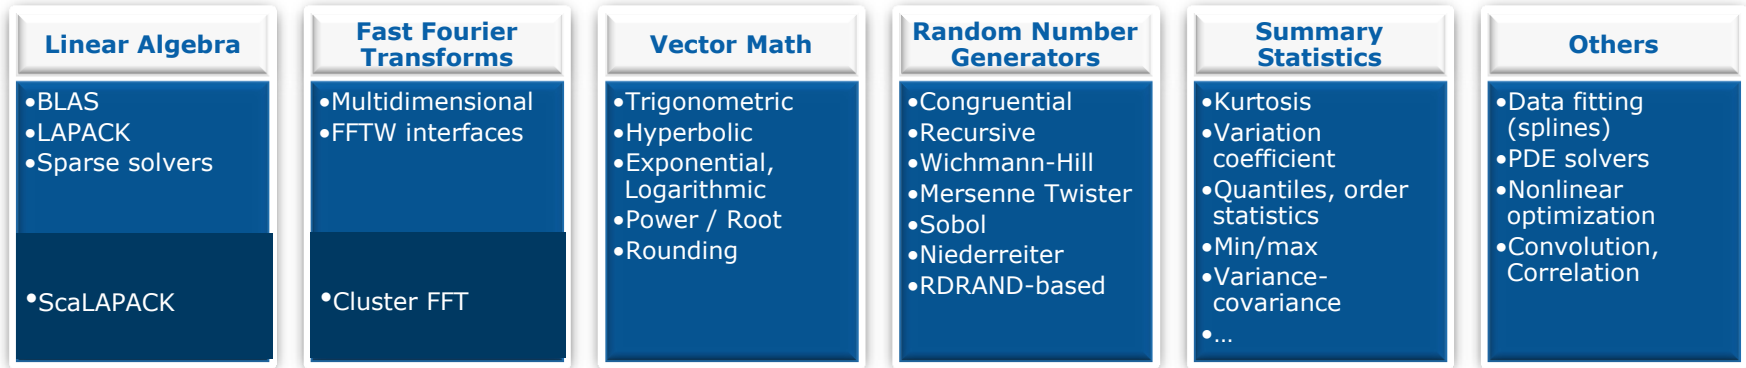 Linear Algebra
•BLAS
•LAPACK
•Sparse solvers
•ScaLAPACK
Fast Fourier
Transforms
•Multidimensional
•FFTW interfaces
•Cluster FFT
Vector Math
•Trigonometric
•Hyperbolic
•Exponential,
Logarithmic
•Power / Root
•Rounding
Random Number
Generators
•Congruential
•Recursive
•Wichmann-Hill
•Mersenne Twister
•Sobol
•Niederreiter
•RDRAND-based
Summary
Statistics
•Kurtosis
•Variation
coefficient
•Quantiles, order
statistics
•Min/max
•Variance-
covariance
•…
Others
•Data fitting
(splines)
•PDE solvers
•Nonlinear
optimization
•Convolution,
Correlation